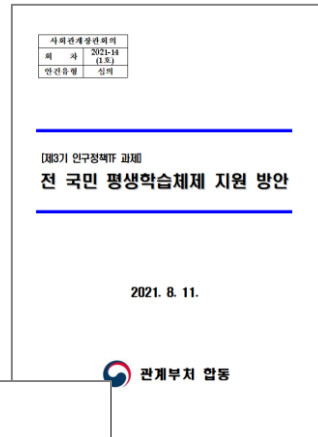 사회관계장관회의
회 차 2021-14
(1호)
안건유형 심의
[제3기 인구정책TF 과제]
전 국민 평생학습체제 지원 방안
2021. 8. 11.
관계부처 합동